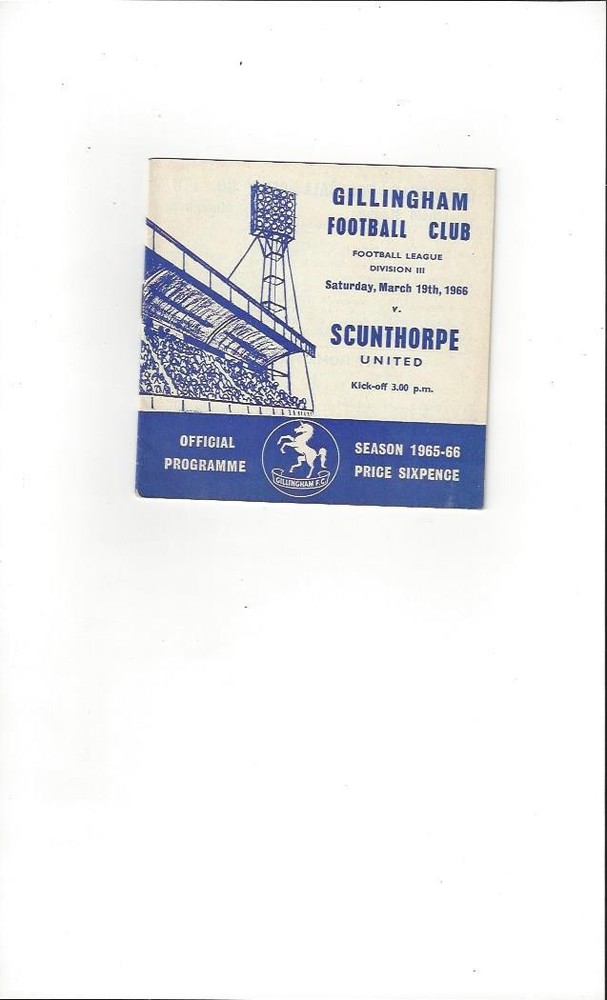 GILLINGHAM
FOOTBALL CLUB
FOOTBALL LEAGUE
DIVISION III
Saturday, March 19th, 1966
v.
SCUNTHORPE
UNITED
Kick-off 3.00 p.m.
OFFICIAL
PROGRAMME
GILLINGHAM F.C.
SEASON 1965-66
PRICE SIXPENCE